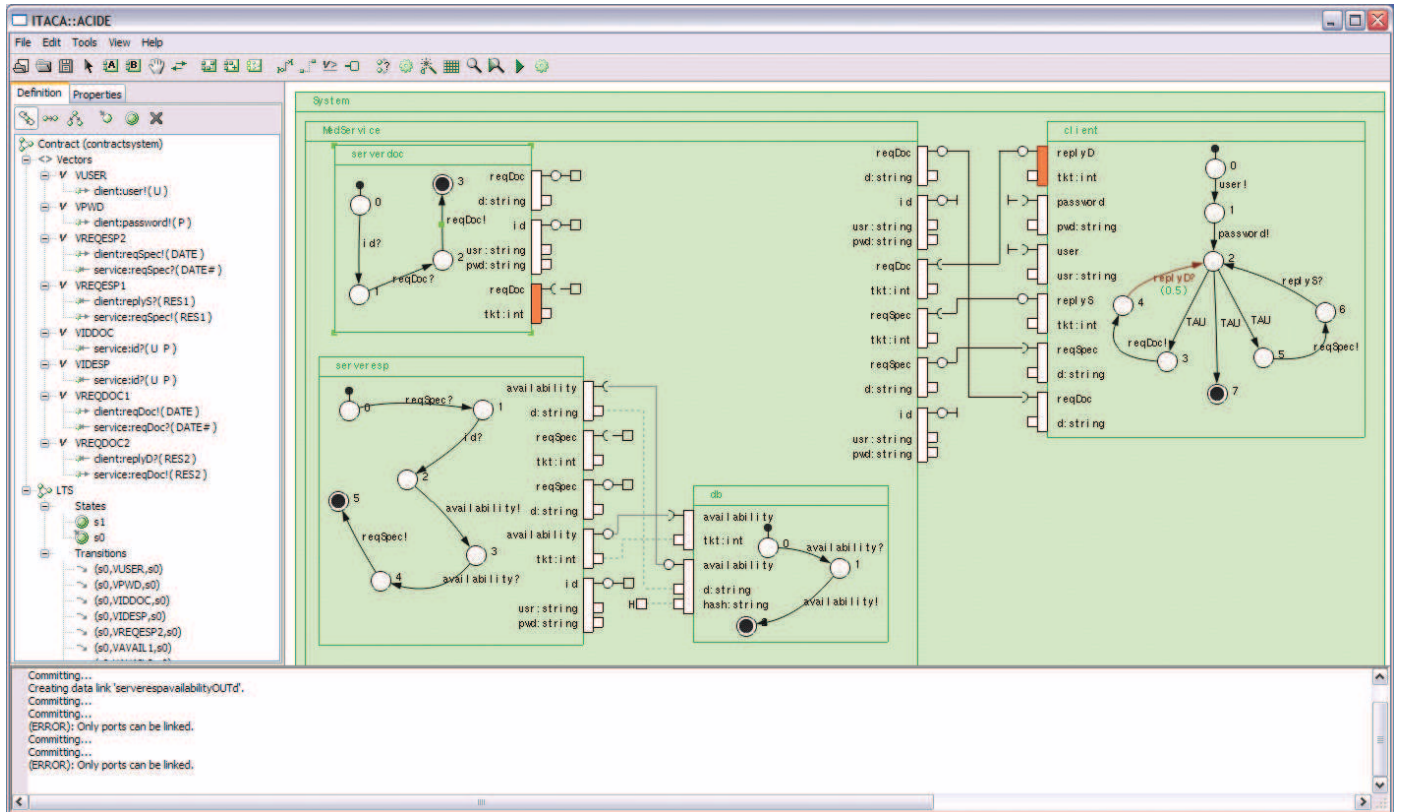 ITACA::ACIDE
File Edit Tools View Help
Definition Properties
Contract (contractsystem)
<> Vectors
V VUSER
client:user!( U )
V VPWD
client:password!( P )
V VREQESP2
client:reqSpec!( DATE )
service:reqSpec?( DATE# )
V VREQESP1
client:replyS?( RES1 )
service:reqSpec!( RES1 )
V VIDDOC
service:id?( U P )
V VIDESP
service:id?( U P )
V VREQDOC1
client:reqDoc!( DATE )
service:reqDoc?( DATE# )
V VREQDOC2
client:replyD?( RES2 )
service:reqDoc!( RES2 )
LTS
States
s1
s0
Transitions
(s0,VUSER,s0)
(s0,VPWD,s0)
(s0,VIDDOC,s0)
(s0,VIDESP,s0)
(s0,VREQESP2,s0)
(s0,VAVAIL1,s0)
System
MedService
serverdoc
0
id?
1
reqDoc?
2
reqDoc!
3
reqDoc
d:string
id
usr:string
pwd:string
reqDoc
tkt:int
serveresp
0
reqSpec?
1
id?
2
availability!
3
availability?
4
reqSpec!
5
availability
d:string
reqSpec
tkt:int
reqSpec
d:string
availability
tkt:int
id
usr:string
pwd:string
H
db
availability
tkt:int
availability
d:string
hash:string
0
availability?
1
availability!
reqDoc
d:string
id
usr:string
pwd:string
reqDoc
tkt:int
reqSpec
tkt:int
reqSpec
d:string
id
usr:string
pwd:string
client
replyD
tkt:int
password
pwd:string
user
usr:string
replyS
tkt:int
reqSpec
d:string
reqDoc
d:string
0
user!
1
password!
2
replyD?
(0.5)
replyS?
4
6
TAU
TAU
TAU
reqDoc!
3
5
reqSpec!
7
Committing...
Creating data link 'serverespavailabilityOUTd'.
Committing...
Committing...
(ERROR): Only ports can be linked.
Committing...
Committing...
(ERROR): Only ports can be linked.